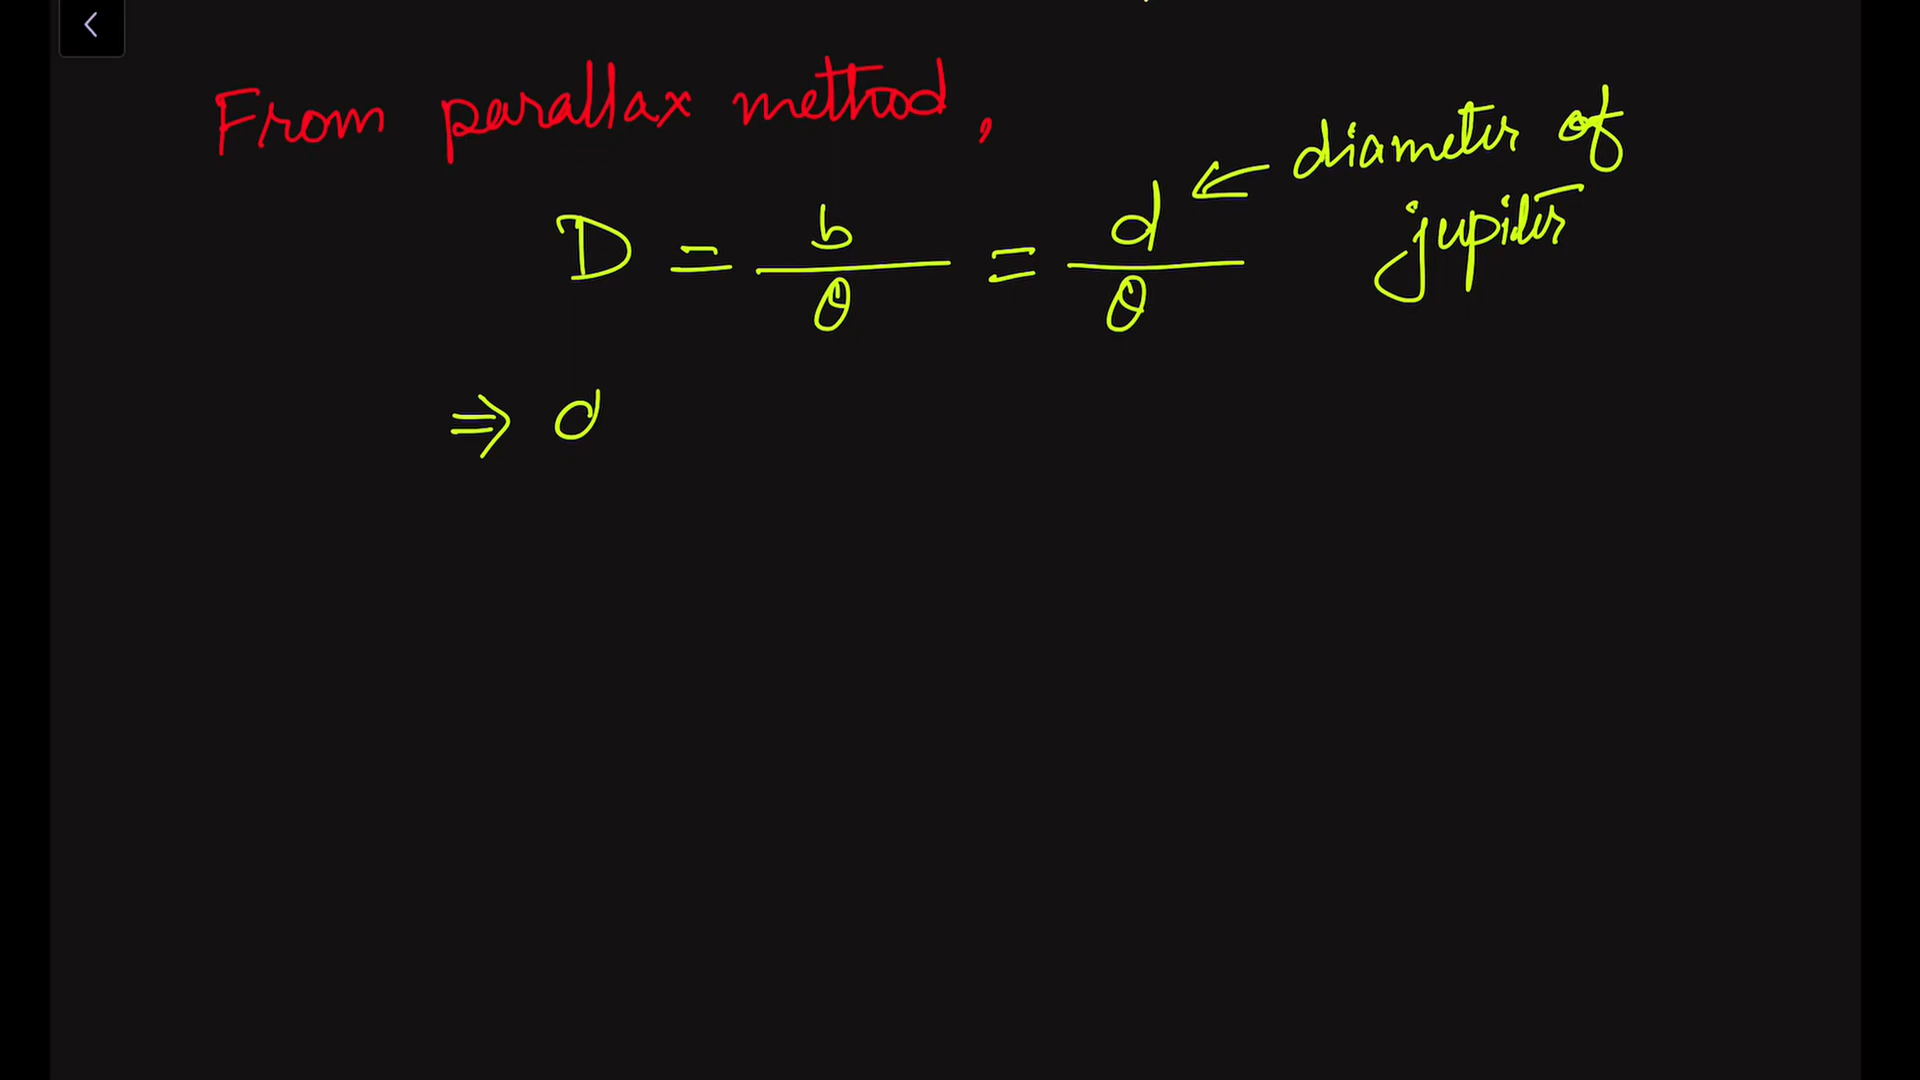 From parallax method,
D = b/θ = d/θ ← diameter of
jupiter
⇒ d